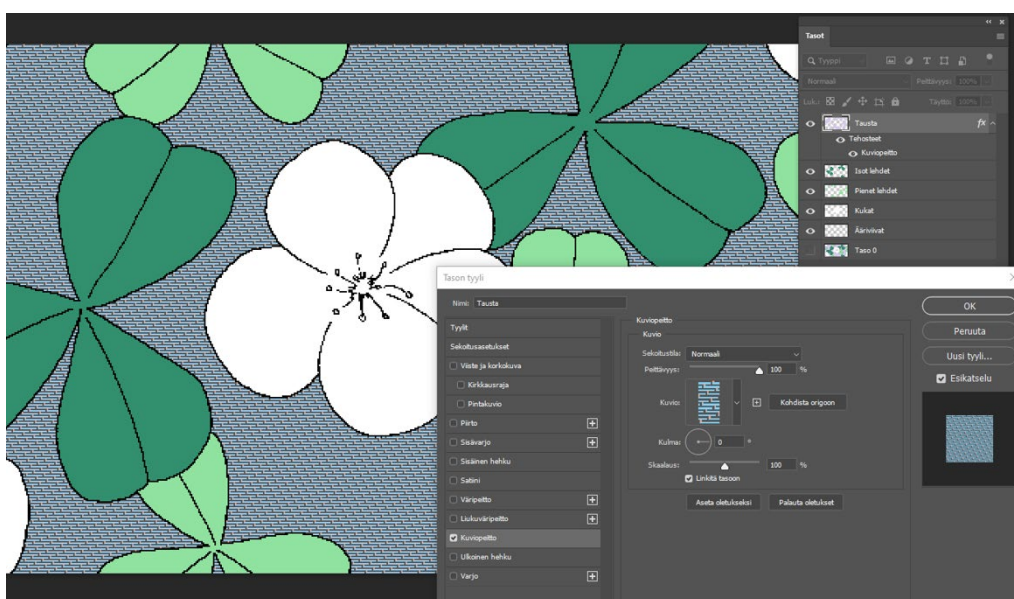 Tasot
Tyyppi
Normaali Peittävyys: 100%
Luk.: Täyttö: 100%
Tausta fx
Tehosteet
Kuviopeitto
Isot lehdet
Pienet lehdet
Kukat
Ääriviivat
Taso 0
Tason tyyli
Nimi: Tausta
Tyylit
Sekoitusasetukset
Viiste ja korkokuva
Kirkkausraja
Pintakuvio
Piirto
Sisävarjo
Sisäinen hehku
Satiini
Väripeitto
Liukuväripeitto
Kuviopeitto
Ulkoinen hehku
Varjo
Kuviopeitto
Kuvio
Sekoitustila: Normaali
Peittävyys: 100 %
Kuvio: Kohdista origoon
Kulma: 0 °
Skaalaus: 100 %
Linkitä tasoon
Aseta oletukseksi Palauta oletukset
OK
Peruuta
Uusi tyyli...
Esikatselu